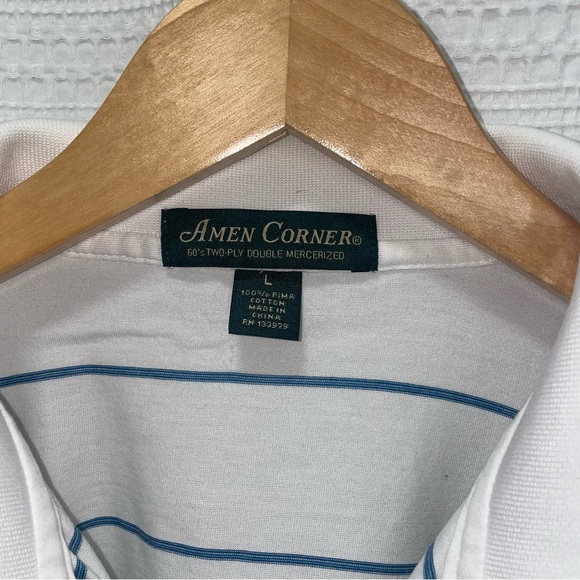 AMEN CORNER®
60's TWO-PLY DOUBLE MERCERIZED
L
100% PIMA
COTTON
MADE IN
CHINA
RN 133979